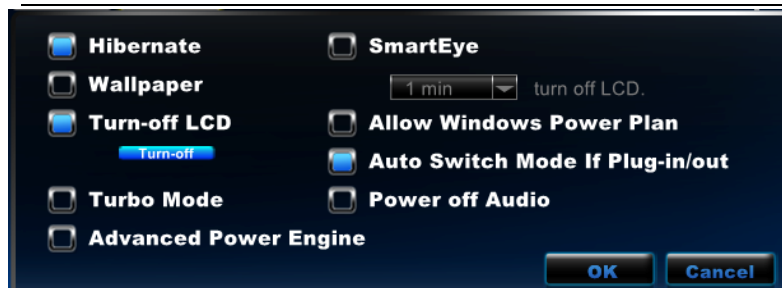 Hibernate
SmartEye
Wallpaper
1 min turn off LCD.
Turn-off LCD
Allow Windows Power Plan
Turn-off
Auto Switch Mode If Plug-in/out
Turbo Mode
Power off Audio
Advanced Power Engine
OK
Cancel